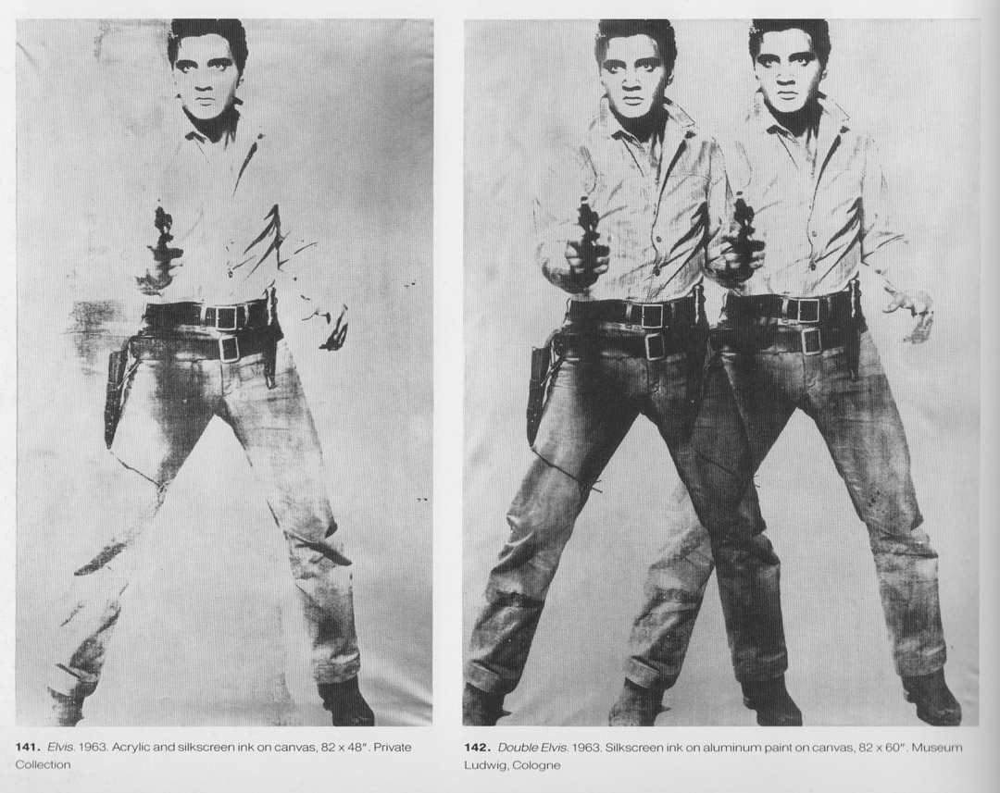 141. Elvis. 1963. Acrylic and silkscreen ink on canvas, 82 x 48". Private
Collection
142. Double Elvis. 1963. Silkscreen ink on aluminum paint on canvas, 82 x 60". Museum
Ludwig, Cologne